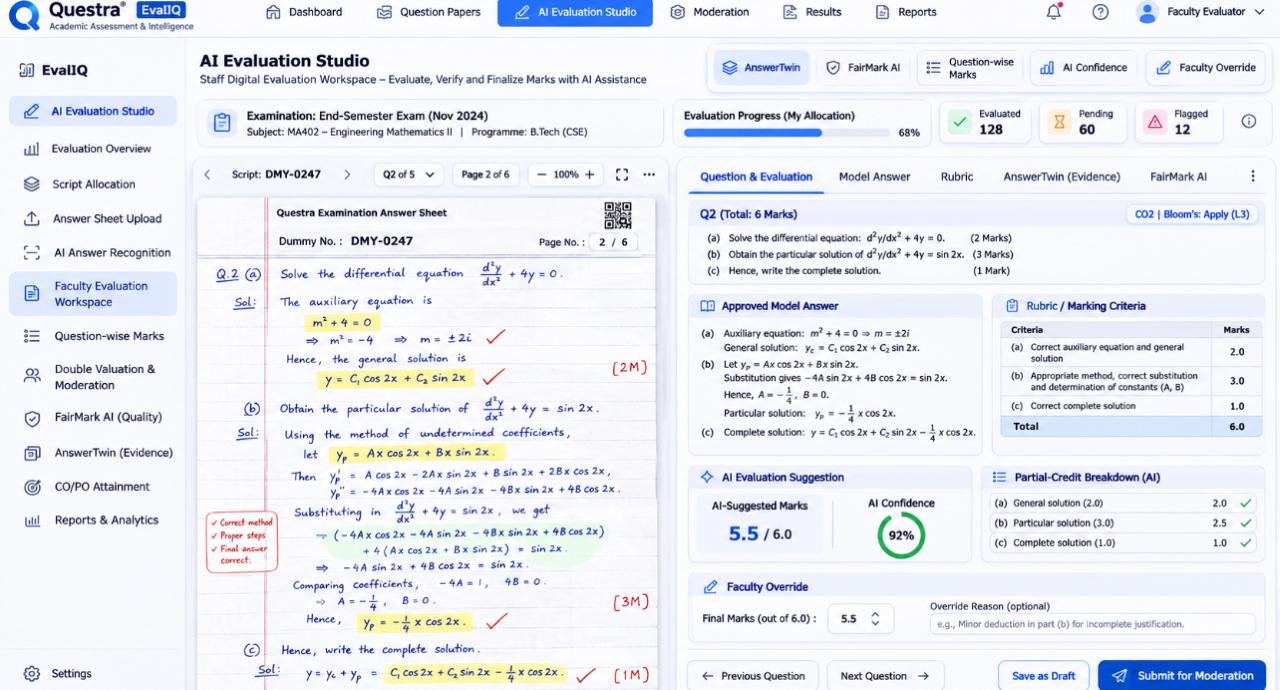 Questra® EvalIQ
Academic Assessment & Intelligence
Dashboard
Question Papers
AI Evaluation Studio
Moderation
Results
Reports
Faculty Evaluator
EvalIQ
AI Evaluation Studio
Evaluation Overview
Script Allocation
Answer Sheet Upload
AI Answer Recognition
Faculty Evaluation
Workspace
Question-wise Marks
Double Valuation &
Moderation
FairMark AI (Quality)
AnswerTwin (Evidence)
CO/PO Attainment
Reports & Analytics
Settings
AI Evaluation Studio
Staff Digital Evaluation Workspace – Evaluate, Verify and Finalize Marks with AI Assistance
AnswerTwin
FairMark AI
Question-wise
Marks
AI Confidence
Faculty Override
Examination: End-Semester Exam (Nov 2024)
Subject: MA402 – Engineering Mathematics II | Programme: B.Tech (CSE)
Evaluation Progress (My Allocation)
68%
Evaluated
128
Pending
60
Flagged
12
Script: DMY-0247
Q2 of 5
Page 2 of 6
− 100% +
Questra Examination Answer Sheet
Dummy No. : DMY-0247
Page No. : 2 / 6
Q.2 (a) Solve the differential equation d²y/dx² + 4y = 0.
Sol: The auxiliary equation is
m² + 4 = 0
⇒ m² = -4 ⇒ m = ±2i
Hence, the general solution is
[2M]
y = C₁ cos 2x + C₂ sin 2x
(b) Obtain the particular solution of d²y/dx² + 4y = sin 2x.
Sol: Using the method of undetermined coefficients,
let yₚ = Ax cos 2x + Bx sin 2x.
Then yₚ' = A cos 2x - 2Ax sin 2x + B sin 2x + 2Bx cos 2x,
yₚ'' = -4Ax cos 2x - 4A sin 2x - 4Bx sin 2x + 4B cos 2x.
Substituting in d²y/dx² + 4y = sin 2x, we get
⇒ (-4Ax cos 2x - 4A sin 2x - 4Bx sin 2x + 4B cos 2x)
+ 4 (Ax cos 2x + Bx sin 2x) = sin 2x.
⇒ -4A sin 2x + 4B cos 2x = sin 2x.
✓ Correct method
✓ Proper steps
✓ Final answer
correct.
Comparing coefficients, -4A = 1, 4B = 0.
⇒ A = -1/4, B = 0.
[3M]
Hence, yₚ = -1/4 x cos 2x.
(c) Hence, write the complete solution.
Sol: y = y꜀ + yₚ = C₁ cos 2x + C₂ sin 2x - 1/4 x cos 2x.
[1M]
Question & Evaluation
Model Answer
Rubric
AnswerTwin (Evidence)
FairMark AI
Q2 (Total: 6 Marks)
CO2 | Bloom's: Apply (L3)
(a) Solve the differential equation: d²y/dx² + 4y = 0. (2 Marks)
(b) Obtain the particular solution of d²y/dx² + 4y = sin 2x. (3 Marks)
(c) Hence, write the complete solution. (1 Mark)
Approved Model Answer
(a) Auxiliary equation: m² + 4 = 0 ⇒ m = ±2i
General solution: y꜀ = C₁ cos 2x + C₂ sin 2x.
(b) Let yₚ = Ax cos 2x + Bx sin 2x.
Substitution gives −4A sin 2x + 4B cos 2x = sin 2x.
Hence, A = −1/4, B = 0.
Particular solution: yₚ = −1/4 x cos 2x.
(c) Complete solution: y = C₁ cos 2x + C₂ sin 2x − 1/4 x cos 2x.
Rubric / Marking Criteria
Criteria Marks
(a) Correct auxiliary equation and general
solution 2.0
(b) Appropriate method, correct substitution
and determination of constants (A, B) 3.0
(c) Correct complete solution 1.0
Total 6.0
AI Evaluation Suggestion
AI-Suggested Marks
5.5 / 6.0
AI Confidence
92%
Partial-Credit Breakdown (AI)
(a) General solution (2.0) 2.0 ✓
(b) Particular solution (3.0) 2.5 ✓
(c) Complete solution (1.0) 1.0 ✓
Faculty Override
Final Marks (out of 6.0) : 5.5
Override Reason (optional)
e.g., Minor deduction in part (b) for incomplete justification.
← Previous Question
Next Question →
Save as Draft
Submit for Moderation